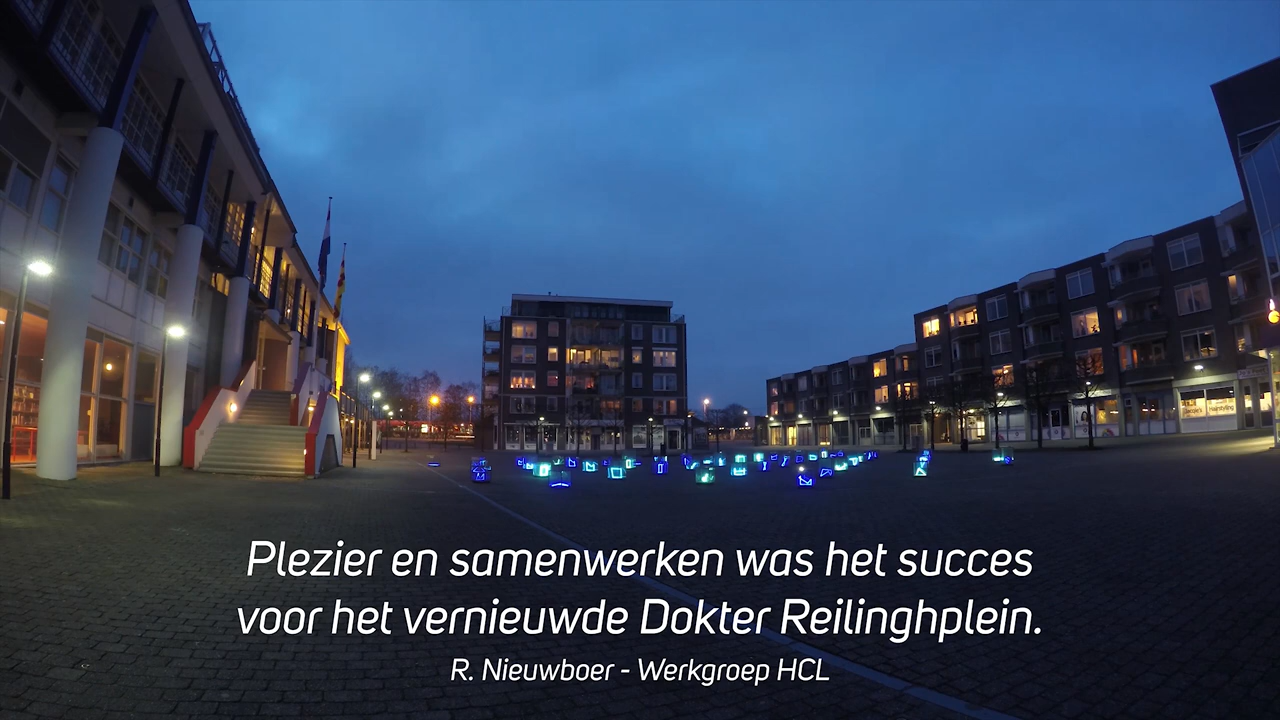 Plezier en samenwerken was het succes
voor het vernieuwde Dokter Reilinghplein.
R. Nieuwboer - Werkgroep HCL